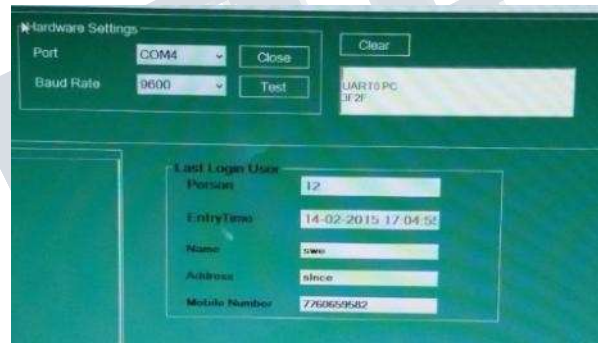 Hardware Settings
Port COM4 Close
Baud Rate 9600 Test
Clear
UART0 PC
3F2F
Last Login User
Person 12
EntryTime 14-02-2015 17:04:55
Name swe
Address since
Mobile Number 7760659582